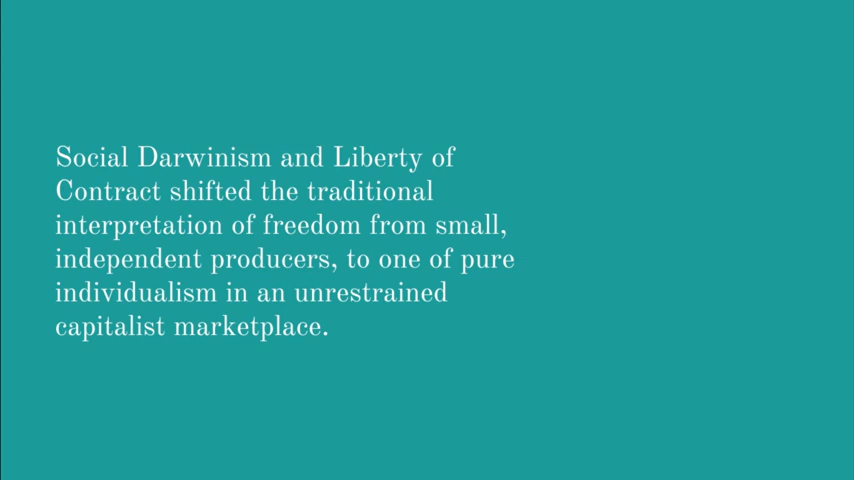 Social Darwinism and Liberty of
Contract shifted the traditional
interpretation of freedom from small,
independent producers, to one of pure
individualism in an unrestrained
capitalist marketplace.